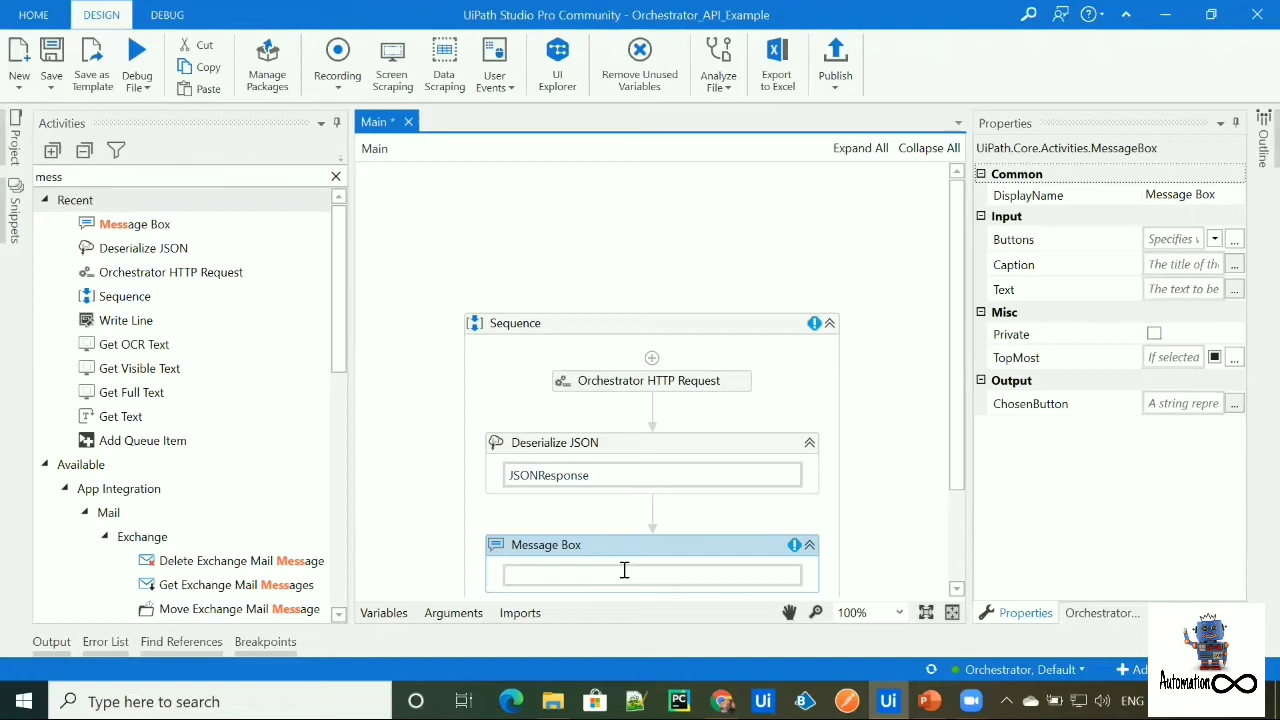 HOME
DESIGN
DEBUG
UiPath Studio Pro Community - Orchestrator_API_Example
New
Save
Save as Template
Debug File
Cut
Copy
Paste
Manage Packages
Recording
Screen Scraping
Data Scraping
User Events
UI Explorer
Remove Unused Variables
Analyze File
Export to Excel
Publish
Project
Snippets
Activities
mess
Recent
Message Box
Deserialize JSON
Orchestrator HTTP Request
Sequence
Write Line
Get OCR Text
Get Visible Text
Get Full Text
Get Text
Add Queue Item
Available
App Integration
Mail
Exchange
Delete Exchange Mail Message
Get Exchange Mail Messages
Move Exchange Mail Message
Main *
Main
Expand All
Collapse All
Sequence
Orchestrator HTTP Request
Deserialize JSON
JSONResponse
Message Box
Variables
Arguments
Imports
100%
Properties
UiPath.Core.Activities.MessageBox
Common
DisplayName
Message Box
Input
Buttons
Specifies
Caption
The title of th
Text
The text to be
Misc
Private
TopMost
If selected
Output
ChosenButton
A string repre
Properties
Orchestrator...
Outline
Output
Error List
Find References
Breakpoints
Orchestrator, Default
Type here to search
PC
Ui
Ui
ENG
Automation